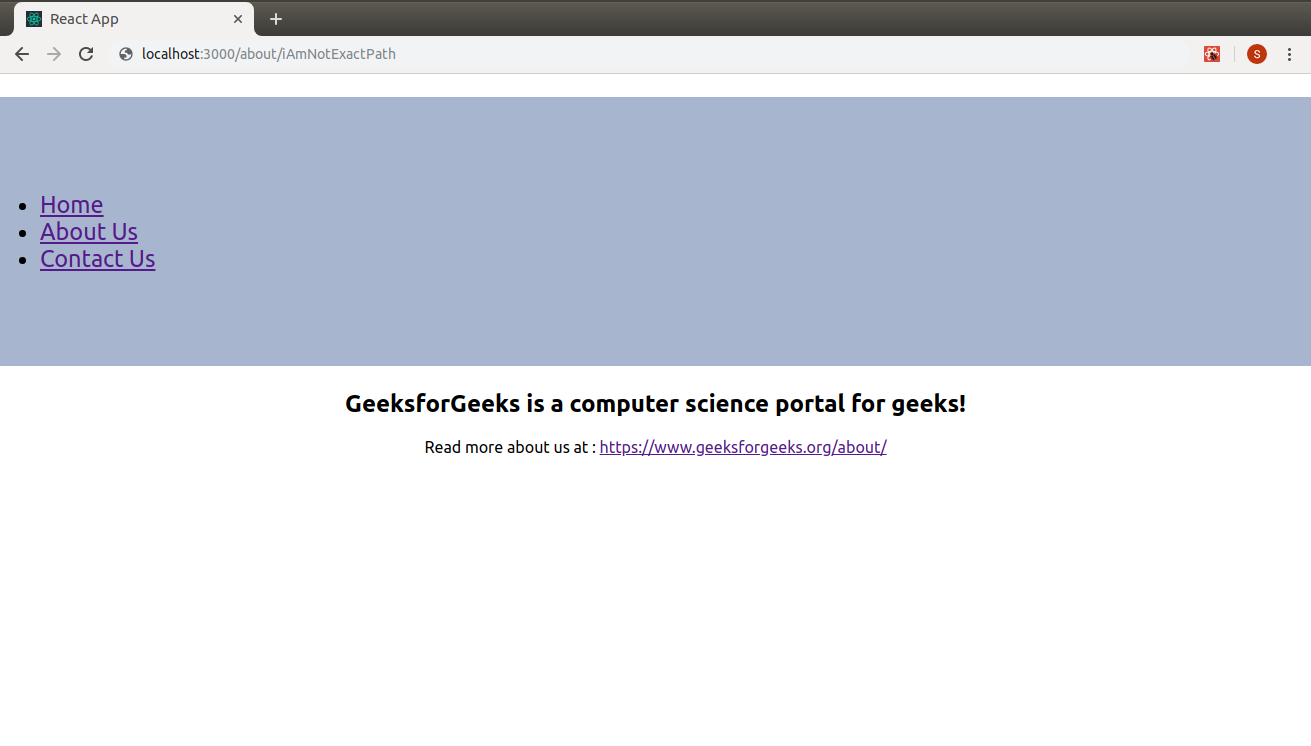 React App
localhost:3000/about/iAmNotExactPath
S
Home
About Us
Contact Us
GeeksforGeeks is a computer science portal for geeks!
Read more about us at : https://www.geeksforgeeks.org/about/